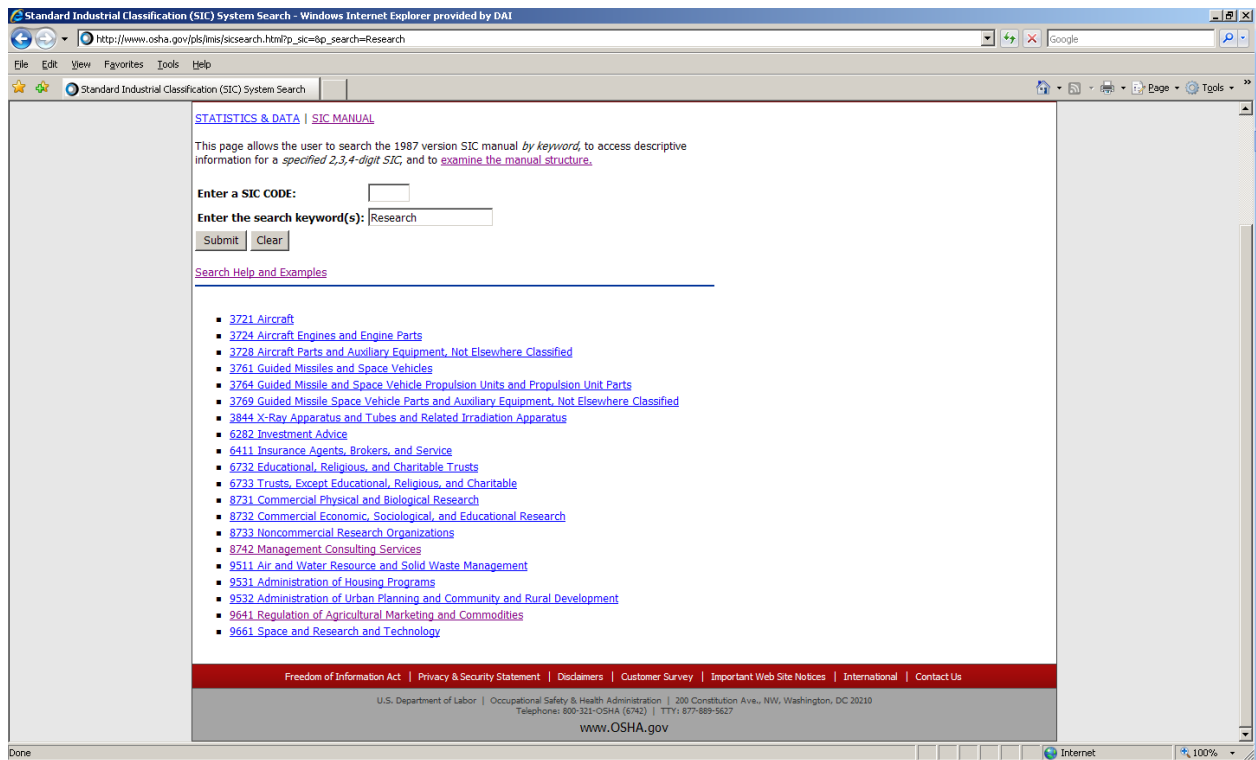 Standard Industrial Classification (SIC) System Search - Windows Internet Explorer provided by DAI
http://www.osha.gov/pls/imis/sicsearch.html?p_sic=&p_search=Research
Google
File Edit View Favorites Tools Help
Standard Industrial Classification (SIC) System Search
Page Tools
STATISTICS & DATA | SIC MANUAL
This page allows the user to search the 1987 version SIC manual by keyword, to access descriptive
information for a specified 2,3,4-digit SIC, and to examine the manual structure.
Enter a SIC CODE:
Enter the search keyword(s): Research
Submit Clear
Search Help and Examples
3721 Aircraft
3724 Aircraft Engines and Engine Parts
3728 Aircraft Parts and Auxiliary Equipment, Not Elsewhere Classified
3761 Guided Missiles and Space Vehicles
3764 Guided Missile and Space Vehicle Propulsion Units and Propulsion Unit Parts
3769 Guided Missile Space Vehicle Parts and Auxiliary Equipment, Not Elsewhere Classified
3844 X-Ray Apparatus and Tubes and Related Irradiation Apparatus
6282 Investment Advice
6411 Insurance Agents, Brokers, and Service
6732 Educational, Religious, and Charitable Trusts
6733 Trusts, Except Educational, Religious, and Charitable
8731 Commercial Physical and Biological Research
8732 Commercial Economic, Sociological, and Educational Research
8733 Noncommercial Research Organizations
8742 Management Consulting Services
9511 Air and Water Resource and Solid Waste Management
9531 Administration of Housing Programs
9532 Administration of Urban Planning and Community and Rural Development
9641 Regulation of Agricultural Marketing and Commodities
9661 Space and Research and Technology
Freedom of Information Act | Privacy & Security Statement | Disclaimers | Customer Survey | Important Web Site Notices | International | Contact Us
U.S. Department of Labor | Occupational Safety & Health Administration | 200 Constitution Ave., NW, Washington, DC 20210
Telephone: 800-321-OSHA (6742) | TTY: 877-889-5627
www.OSHA.gov
Done Internet 100%